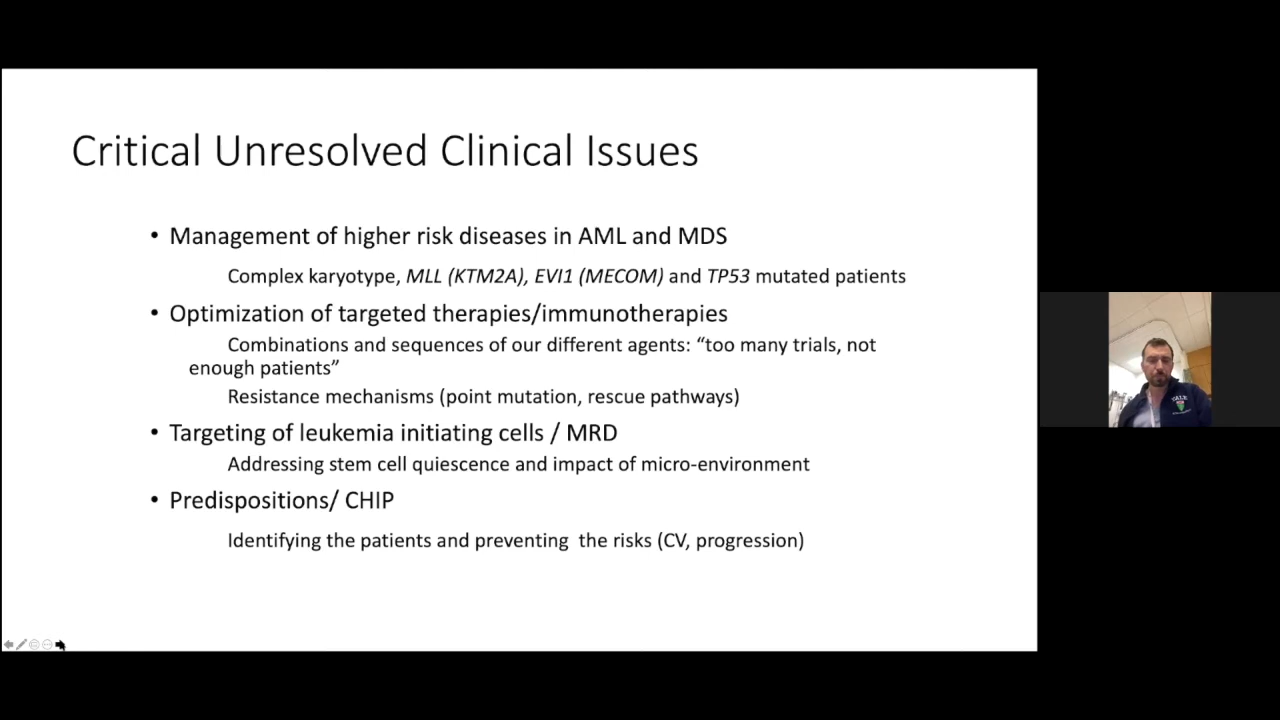 Critical Unresolved Clinical Issues
• Management of higher risk diseases in AML and MDS
Complex karyotype, MLL (KTM2A), EVI1 (MECOM) and TP53 mutated patients
• Optimization of targeted therapies/immunotherapies
Combinations and sequences of our different agents: “too many trials, not
enough patients”
Resistance mechanisms (point mutation, rescue pathways)
• Targeting of leukemia initiating cells / MRD
Addressing stem cell quiescence and impact of micro-environment
• Predispositions/ CHIP
Identifying the patients and preventing  the risks (CV, progression)
YALE